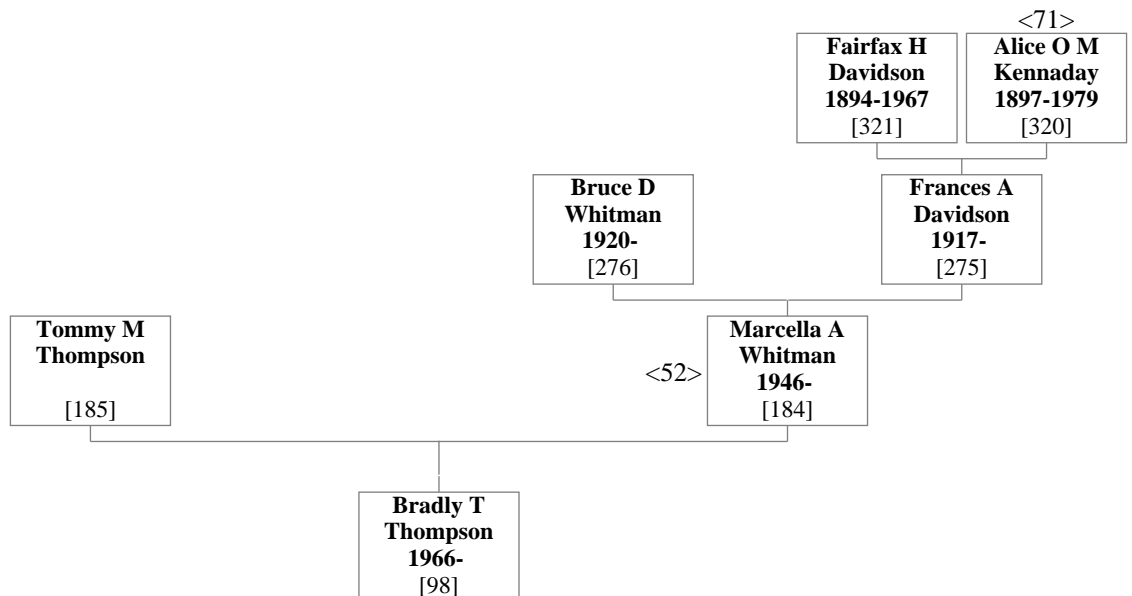 <71>
Fairfax H
Davidson
1894-1967
[321]
Alice O M
Kennaday
1897-1979
[320]
Bruce D
Whitman
1920-
[276]
Frances A
Davidson
1917-
[275]
Tommy M
Thompson
[185]
<52>
Marcella A
Whitman
1946-
[184]
Bradly T
Thompson
1966-
[98]